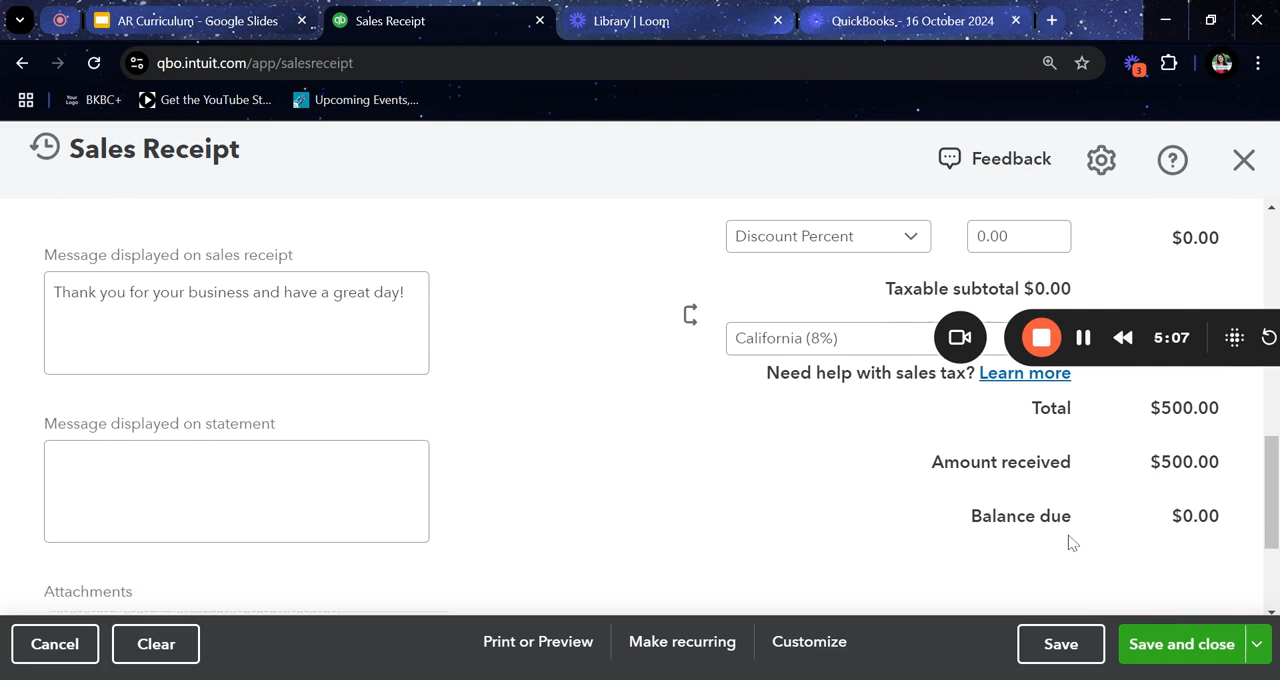 AR Curriculum - Google Slides
Sales Receipt
Library | Loom
QuickBooks - 16 October 2024
qbo.intuit.com/app/salesreceipt
3
BKBC+
Get the YouTube St...
Upcoming Events,...
Sales Receipt
Feedback
Discount Percent
0.00
$0.00
Message displayed on sales receipt
Thank you for your business and have a great day!
Taxable subtotal $0.00
California (8%)
5:07
Need help with sales tax? Learn more
Total
$500.00
Message displayed on statement
Amount received
$500.00
Balance due
$0.00
Attachments
Cancel
Clear
Print or Preview
Make recurring
Customize
Save
Save and close